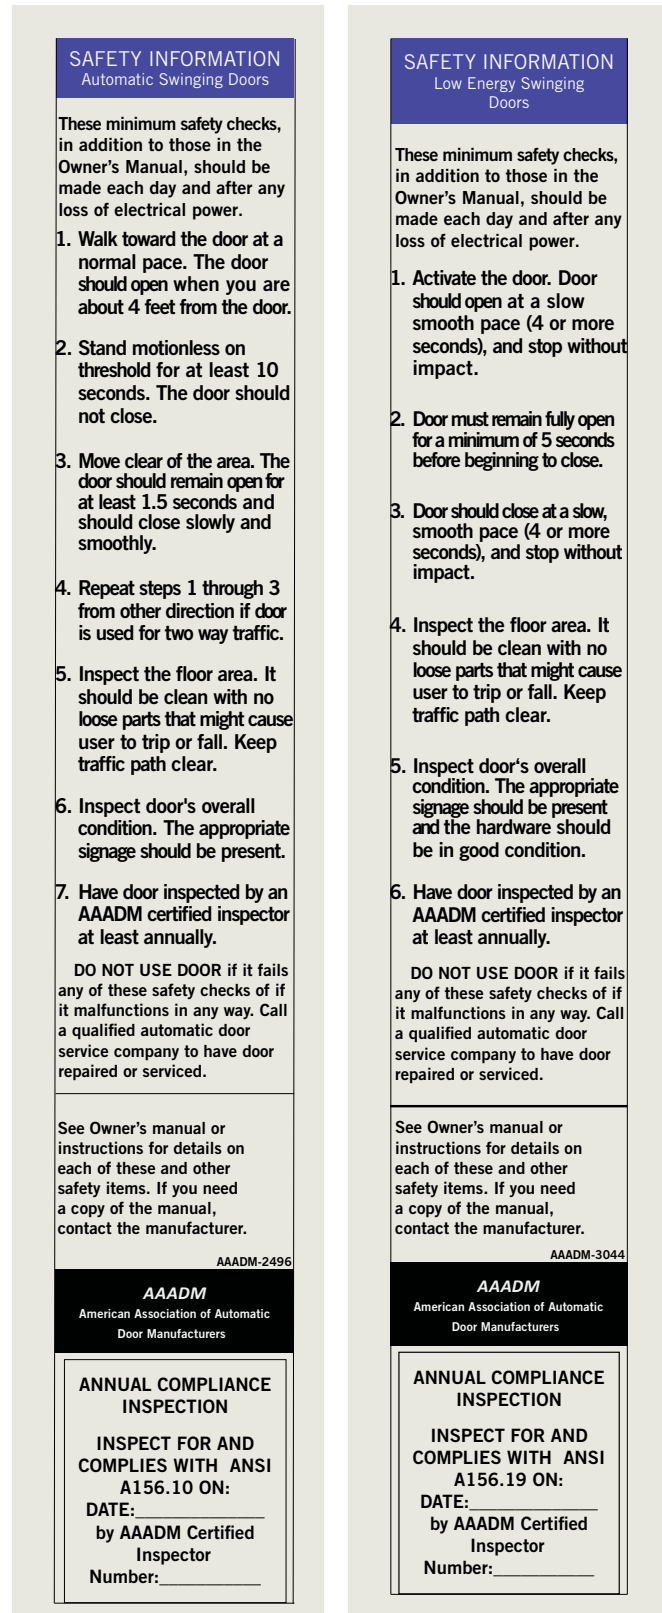 SAFETY INFORMATION
Automatic Swinging Doors
These minimum safety checks,
in addition to those in the
Owner’s Manual, should be
made each day and after any
loss of electrical power.
1. Walk toward the door at a
normal pace. The door
should open when you are
about 4 feet from the door.
2. Stand motionless on
threshold for at least 10
seconds. The door should
not close.
3. Move clear of the area. The
door should remain open for
at least 1.5 seconds and
should close slowly and
smoothly.
4. Repeat steps 1 through 3
from other direction if door
is used for two way traffic.
5. Inspect the floor area. It
should be clean with no
loose parts that might cause
user to trip or fall. Keep
traffic path clear.
6. Inspect door's overall
condition. The appropriate
signage should be present.
7. Have door inspected by an
AAADM certified inspector
at least annually.
DO NOT USE DOOR if it fails
any of these safety checks of if
it malfunctions in any way. Call
a qualified automatic door
service company to have door
repaired or serviced.
See Owner’s manual or
instructions for details on
each of these and other
safety items. If you need
a copy of the manual,
contact the manufacturer.
AAADM-2496
AAADM
American Association of Automatic
Door Manufacturers
ANNUAL COMPLIANCE
INSPECTION
INSPECT FOR AND
COMPLIES WITH ANSI
A156.10 ON:
DATE:______________
by AAADM Certified
Inspector
Number:___________
SAFETY INFORMATION
Low Energy Swinging
Doors
These minimum safety checks,
in addition to those in the
Owner’s Manual, should be
made each day and after any
loss of electrical power.
1. Activate the door. Door
should open at a slow
smooth pace (4 or more
seconds), and stop without
impact.
2. Door must remain fully open
for a minimum of 5 seconds
before beginning to close.
3. Door should close at a slow,
smooth pace (4 or more
seconds), and stop without
impact.
4. Inspect the floor area. It
should be clean with no
loose parts that might cause
user to trip or fall. Keep
traffic path clear.
5. Inspect door‘s overall
condition. The appropriate
signage should be present
and the hardware should
be in good condition.
6. Have door inspected by an
AAADM certified inspector
at least annually.
DO NOT USE DOOR if it fails
any of these safety checks of if
it malfunctions in any way. Call
a qualified automatic door
service company to have door
repaired or serviced.
See Owner’s manual or
instructions for details on
each of these and other
safety items. If you need
a copy of the manual,
contact the manufacturer.
AAADM-3044
AAADM
American Association of Automatic
Door Manufacturers
ANNUAL COMPLIANCE
INSPECTION
INSPECT FOR AND
COMPLIES WITH ANSI
A156.19 ON:
DATE:______________
by AAADM Certified
Inspector
Number:___________